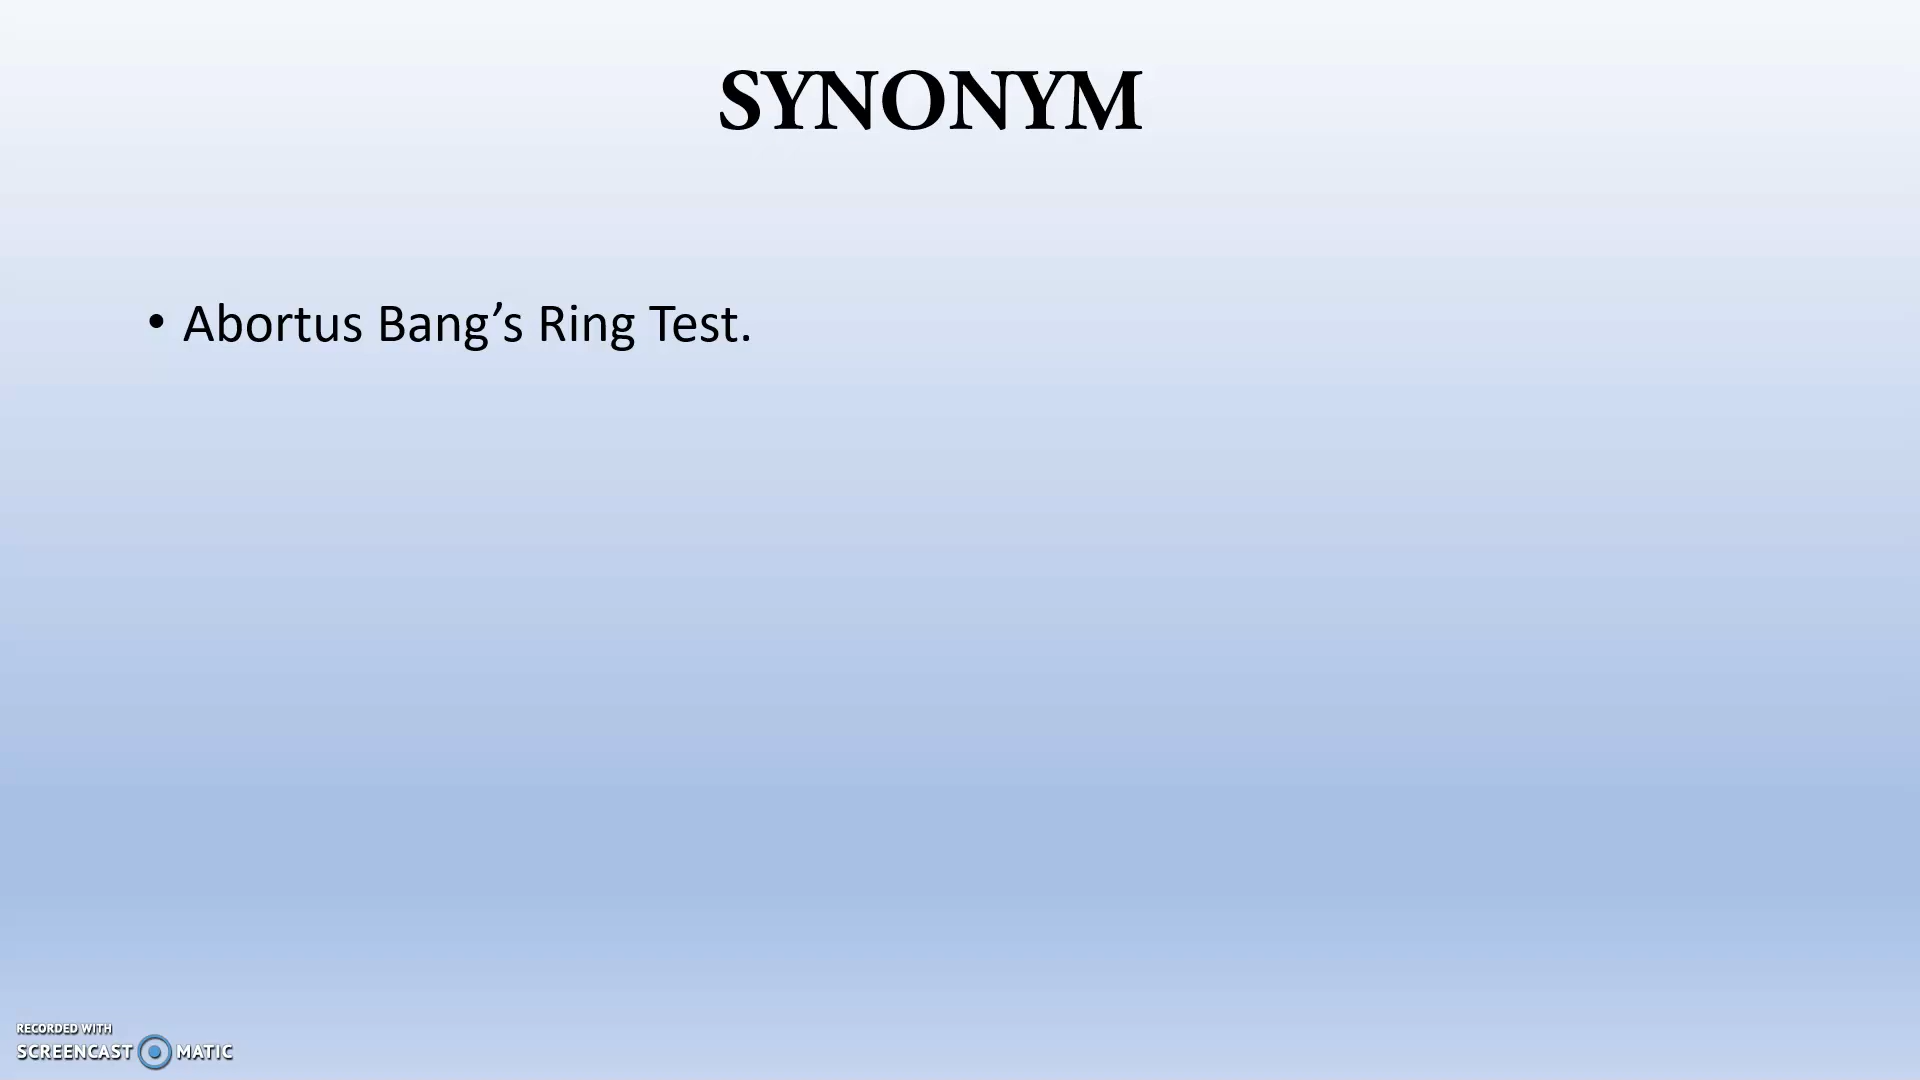 SYNONYM
• Abortus Bang’s Ring Test.
RECORDED WITH
SCREENCAST MATIC